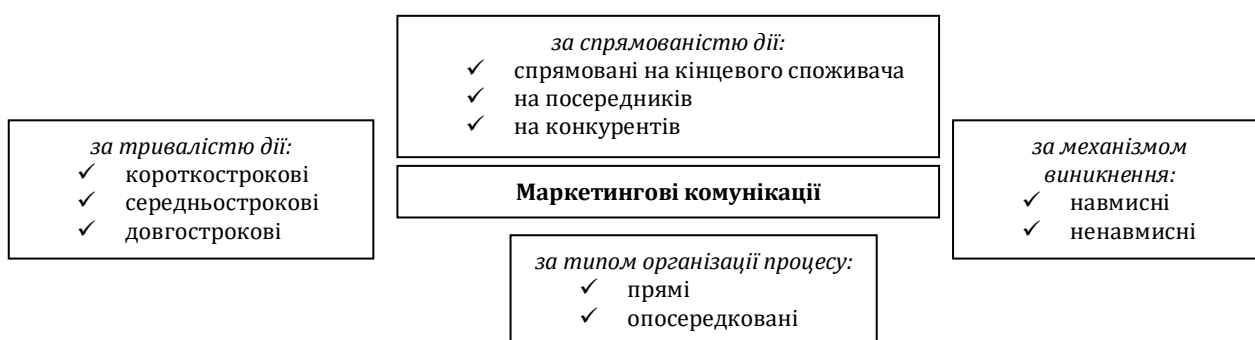 за спрямованістю дії:
✓ спрямовані на кінцевого споживача
✓ на посередників
✓ на конкурентів
за тривалістю дії:
✓ короткострокові
✓ середньострокові
✓ довгострокові
Маркетингові комунікації
за механізмом
виникнення:
✓ навмисні
✓ ненавмисні
за типом організації процесу:
✓ прямі
✓ опосередковані